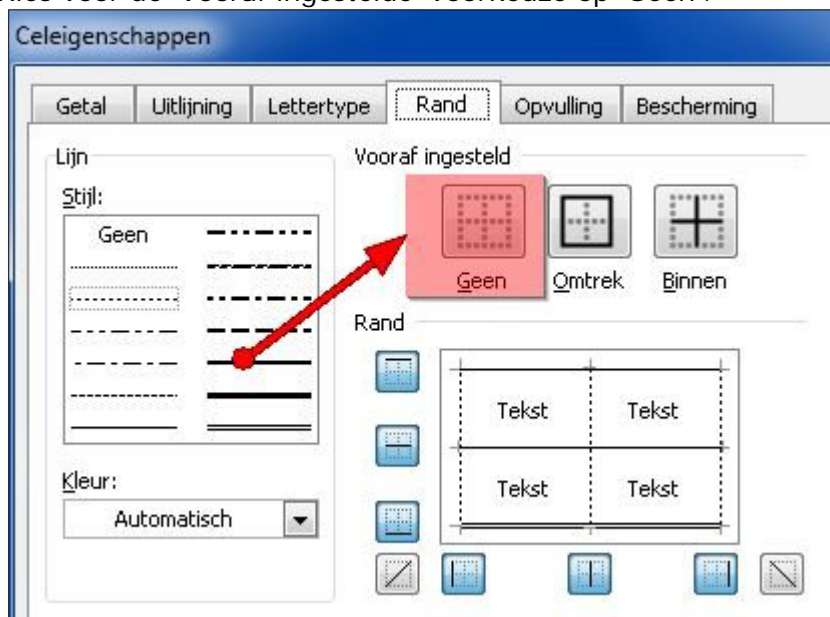 Celeigenschappen
Getal Uitlijning Lettertype Rand Opvulling Bescherming
Lijn
Stijl:
Geen
Kleur:
Automatisch
Vooraf ingesteld
Geen Omtrek Binnen
Rand
Tekst Tekst
Tekst Tekst